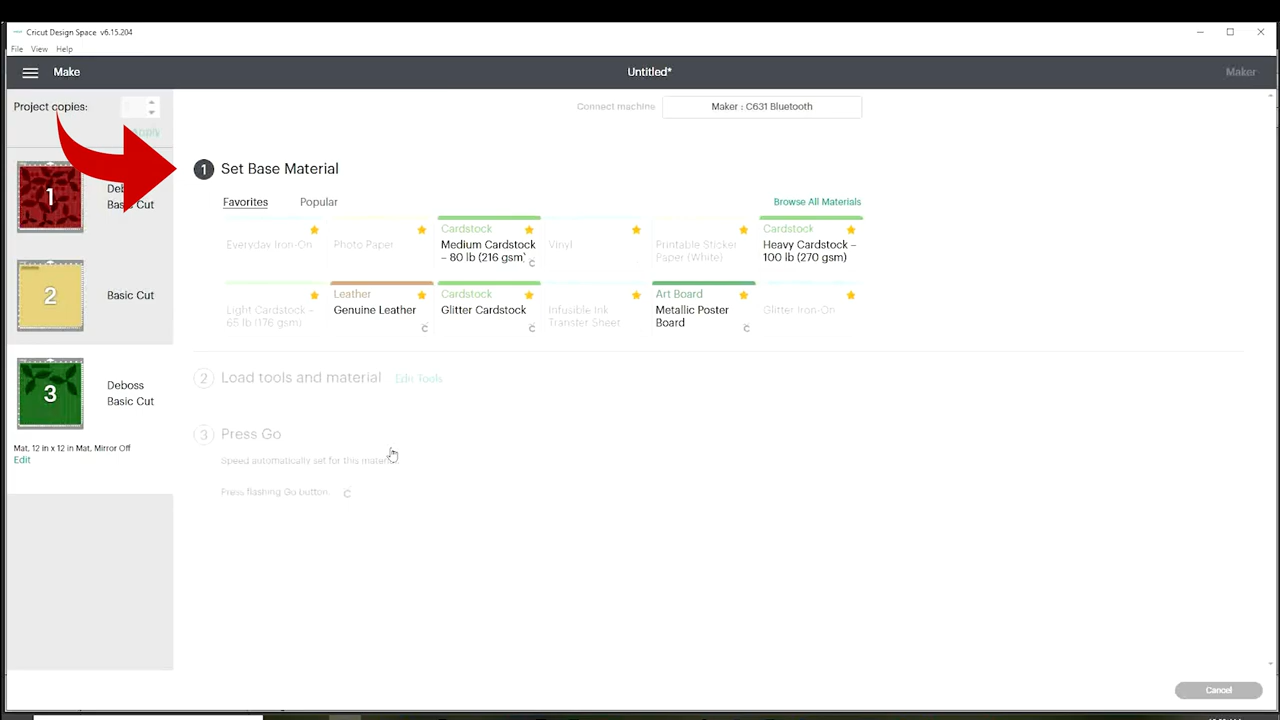 Cricut Design Space v6.15.204
File View Help
Make
Untitled*
Maker
Project copies:
Connect machine
Maker : C631 Bluetooth
Apply
1
Set Base Material
1
Deb
Basic Cut
Favorites
Popular
Browse All Materials
Everyday Iron-On
Photo Paper
Cardstock
Medium Cardstock
– 80 lb (216 gsm)
Vinyl
Printable Sticker
Paper (White)
Cardstock
Heavy Cardstock –
100 lb (270 gsm)
2
Basic Cut
Light Cardstock –
65 lb (176 gsm)
Leather
Genuine Leather
Cardstock
Glitter Cardstock
Infusible Ink
Transfer Sheet
Art Board
Metallic Poster
Board
Glitter Iron-On
3
Deboss
Basic Cut
Mat, 12 in x 12 in Mat, Mirror Off
Edit
2
Load tools and material
Edit Tools
3
Press Go
Speed automatically set for this material.
Press flashing Go button.
Cancel